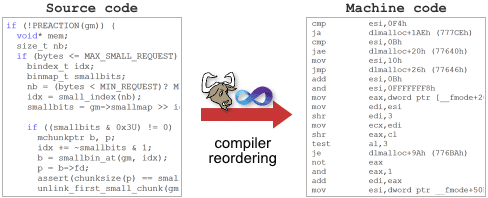 Source code
if (!PREACTION(gm)) {
void* mem;
size_t nb;
if (bytes <= MAX_SMALL_REQUEST)
bindex_t idx;
binmap_t smallbits;
nb = (bytes < MIN_REQUEST)? M
idx = small_index(nb);
smallbits = gm->smallmap >> id
if ((smallbits & 0x3U) != 0)
mchunkptr b, p;
idx += ~smallbits & 1;
b = smallbin_at(gm, idx);
p = b->fd;
assert(chunksize(p) == small
unlink_first_small_chunk(gm
compiler
reordering
Machine code
cmp esi,0F4h
ja dlmalloc+1AEh (777CEh)
cmp esi,0Bh
jae dlmalloc+20h (77640h)
mov esi,10h
jmp dlmalloc+26h (77646h)
add esi,0Bh
and esi,0FFFFFFF8h
mov eax,dword ptr [__fmode+2
mov edi,esi
shr edi,3
mov ecx,edi
shr eax,cl
test al,3
je dlmalloc+9Ah (776BAh)
not eax
and eax,1
add edi,eax
mov esi,dword ptr __fmode+50